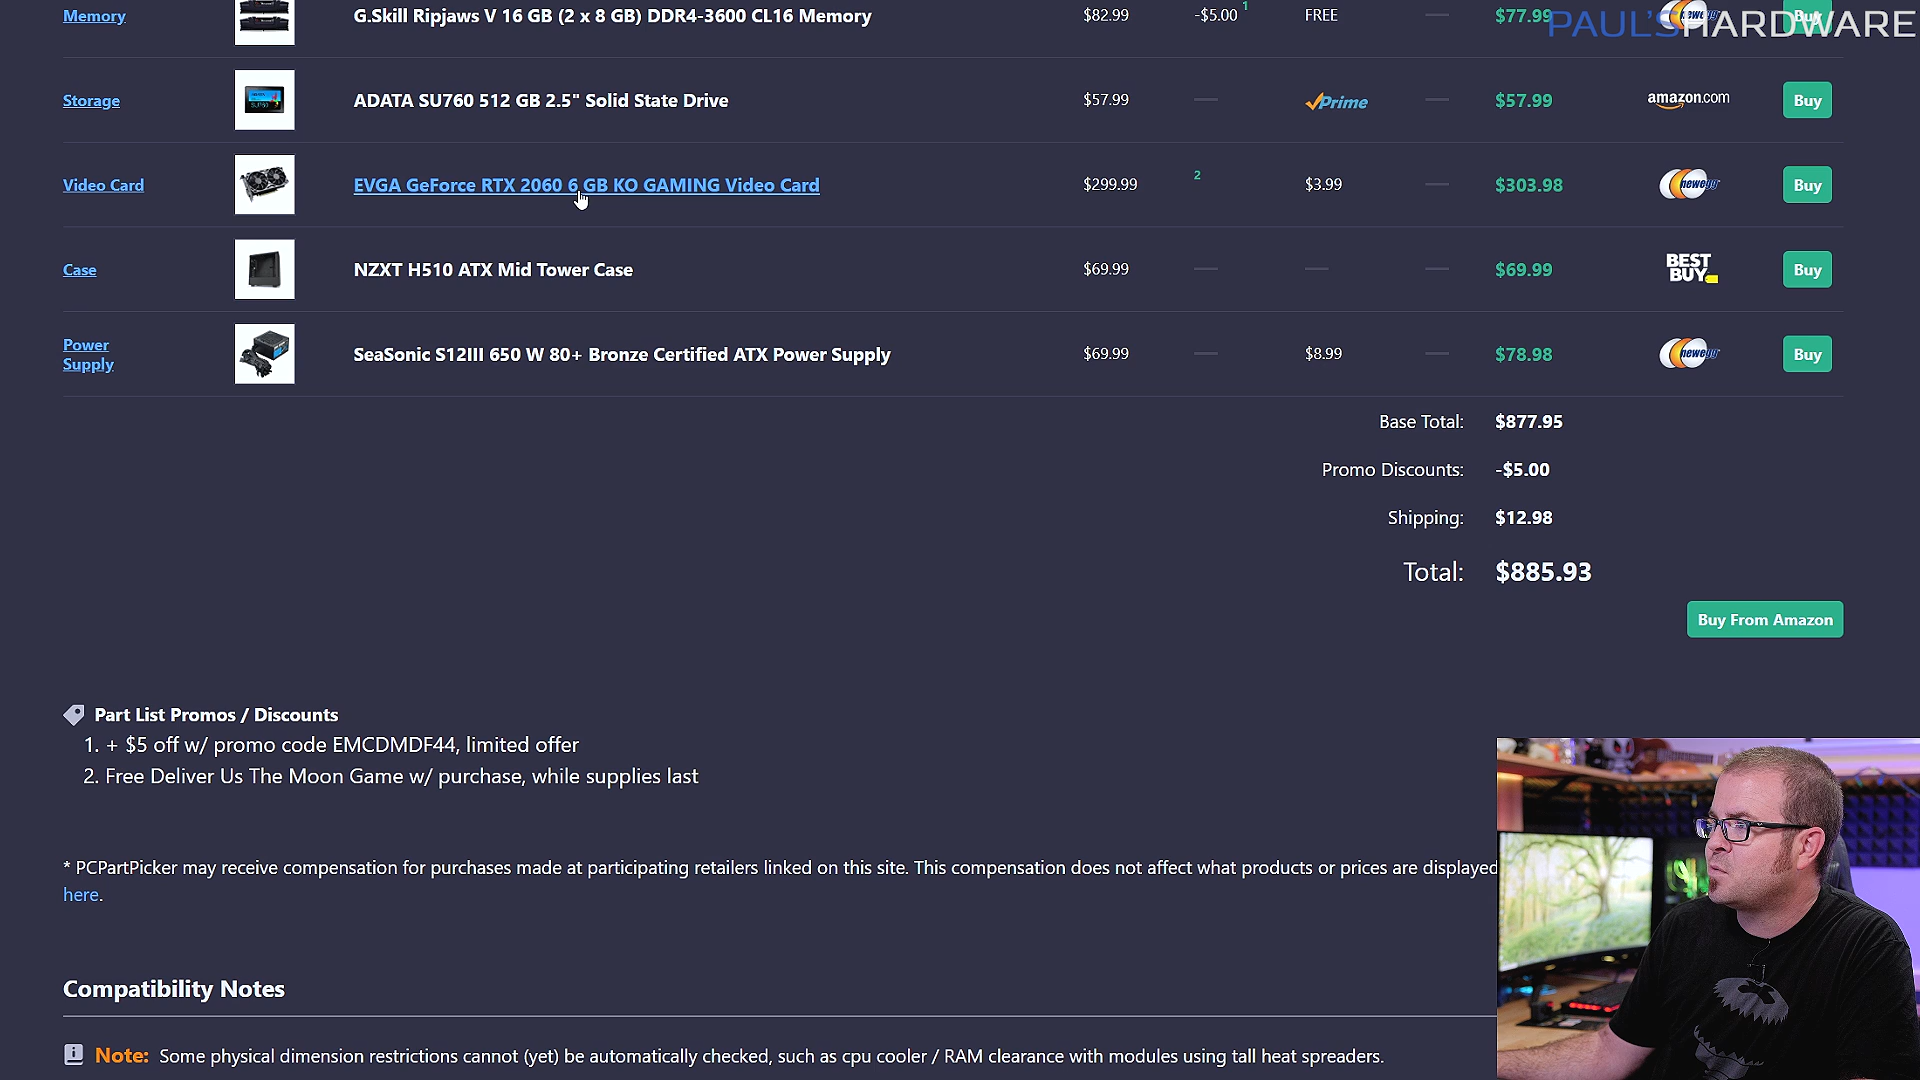 PAUL'SHARDWARE
Memory G.Skill Ripjaws V 16 GB (2 x 8 GB) DDR4-3600 CL16 Memory $82.99 -$5.00 1 FREE — $77.99 newegg Buy
Storage ADATA SU760 512 GB 2.5" Solid State Drive $57.99 — Prime — $57.99 amazon.com Buy
Video Card EVGA GeForce RTX 2060 6 GB KO GAMING Video Card $299.99 2 $3.99 — $303.98 newegg Buy
Case NZXT H510 ATX Mid Tower Case $69.99 — — — $69.99 BEST BUY Buy
Power Supply SeaSonic S12III 650 W 80+ Bronze Certified ATX Power Supply $69.99 — $8.99 — $78.98 newegg Buy
Base Total: $877.95
Promo Discounts: -$5.00
Shipping: $12.98
Total: $885.93
Buy From Amazon
Part List Promos / Discounts
1. + $5 off w/ promo code EMCDMDF44, limited offer
2. Free Deliver Us The Moon Game w/ purchase, while supplies last
* PCPartPicker may receive compensation for purchases made at participating retailers linked on this site. This compensation does not affect what products or prices are displayed
here.
Compatibility Notes
Note: Some physical dimension restrictions cannot (yet) be automatically checked, such as cpu cooler / RAM clearance with modules using tall heat spreaders.